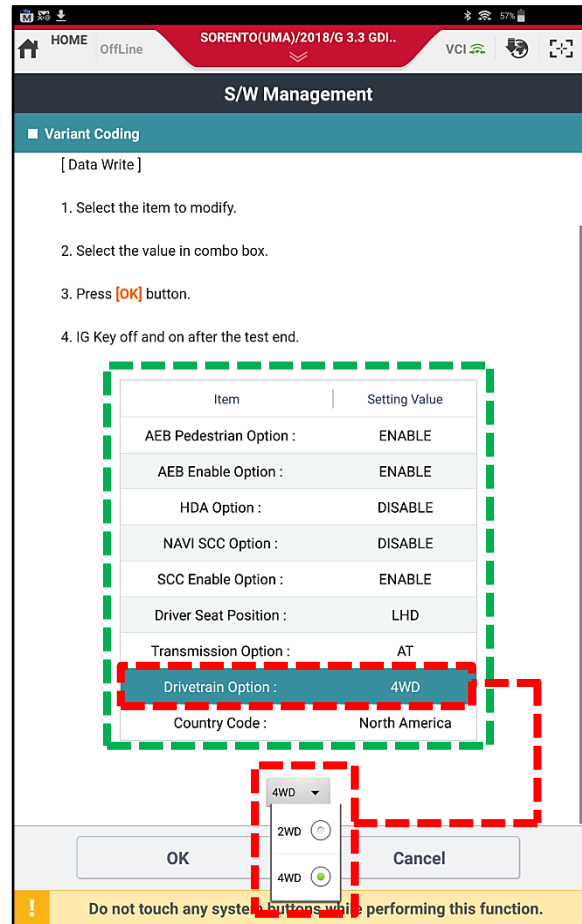 57%
HOME
OffLine
SORENTO(UMA)/2018/G 3.3 GDI..
VCI
S/W Management
Variant Coding
[ Data Write ]
1. Select the item to modify.
2. Select the value in combo box.
3. Press [OK] button.
4. IG Key off and on after the test end.
Item Setting Value
AEB Pedestrian Option : ENABLE
AEB Enable Option : ENABLE
HDA Option : DISABLE
NAVI SCC Option : DISABLE
SCC Enable Option : ENABLE
Driver Seat Position : LHD
Transmission Option : AT
Drivetrain Option : 4WD
Country Code : North America
4WD
2WD
4WD
OK Cancel
! Do not touch any system buttons while performing this function.